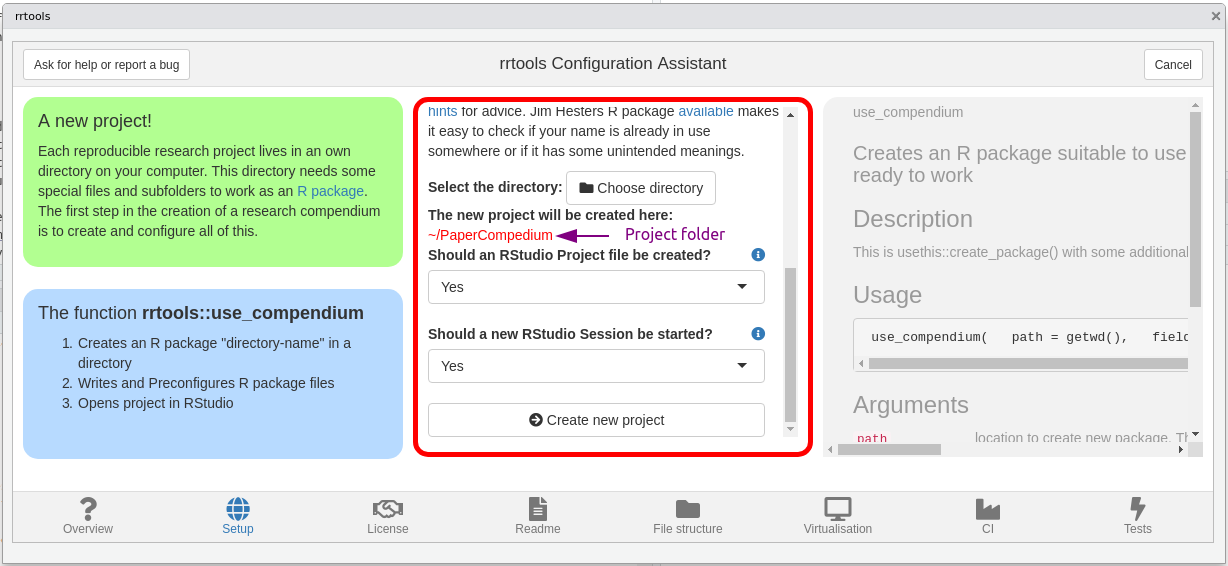 rrtools
Ask for help or report a bug
rrtools Configuration Assistant
Cancel
A new project!
Each reproducible research project lives in an own
directory on your computer. This directory needs some
special files and subfolders to work as an R package.
The first step in the creation of a research compendium
is to create and configure all of this.
The function rrtools::use_compendium
1. Creates an R package "directory-name" in a
directory
2. Writes and Preconfigures R package files
3. Opens project in RStudio
hints for advice. Jim Hesters R package available makes
it easy to check if your name is already in use
somewhere or if it has some unintended meanings.
Select the directory: Choose directory
The new project will be created here:
~/PaperCompedium
Project folder
Should an RStudio Project file be created?
Yes
Should a new RStudio Session be started?
Yes
Create new project
use_compendium
Creates an R package suitable to use
ready to work
Description
This is usethis::create_package() with some additional
Usage
use_compendium( path = getwd(), field
Arguments
path location to create new package. Th
Overview
Setup
License
Readme
File structure
Virtualisation
CI
Tests